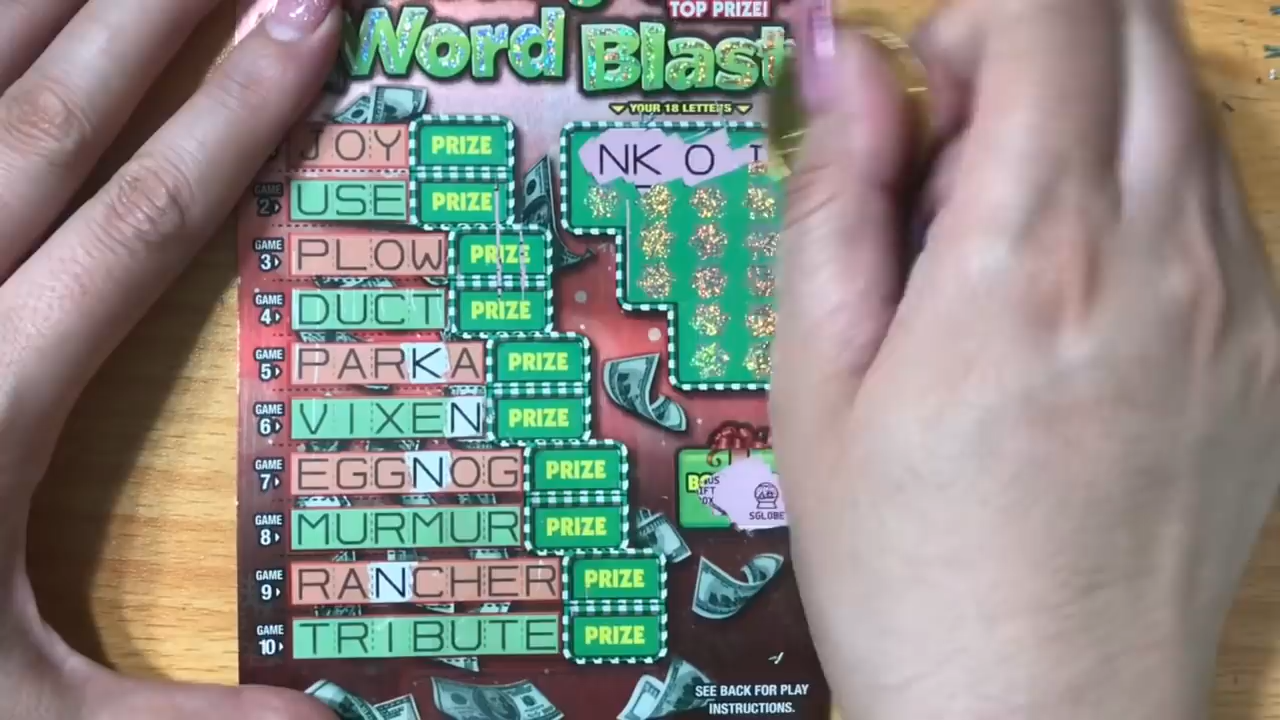 TOP PRIZE!
Word Blast
YOUR 18 LETTERS
JOY PRIZE
NK O
GAME 2 USE PRIZE
GAME 3 PLOW PRIZE
GAME 4 DUCT PRIZE
GAME 5 PARKA PRIZE
GAME 6 VIXEN PRIZE
GAME 7 EGGNOG PRIZE
SGLOBE
GAME 8 MURMUR PRIZE
GAME 9 RANCHER PRIZE
GAME 10 TRIBUTE PRIZE
SEE BACK FOR PLAY
INSTRUCTIONS.